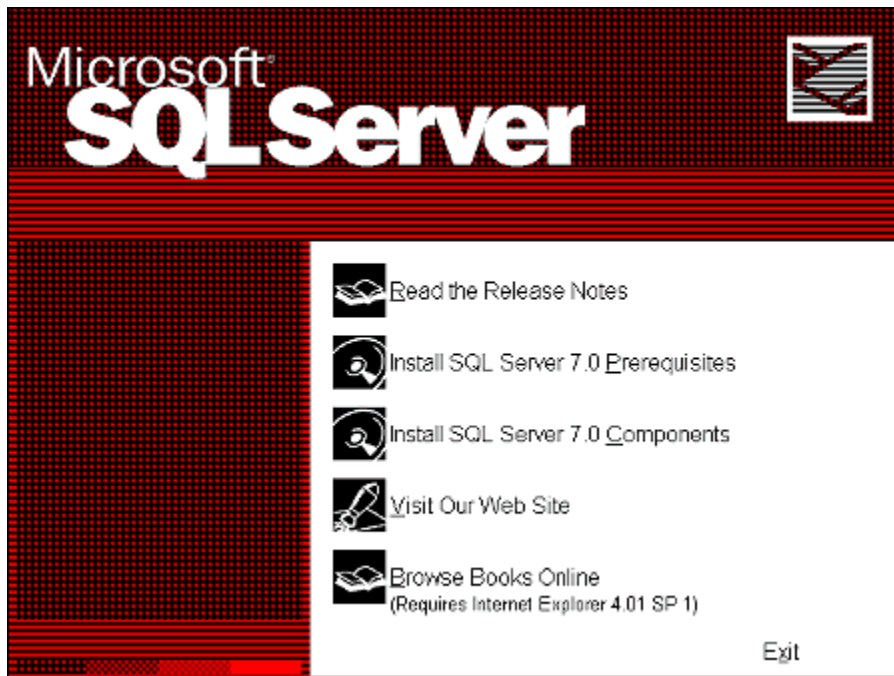 Microsoft®
SQL Server
Read the Release Notes
Install SQL Server 7.0 Prerequisites
Install SQL Server 7.0 Components
Visit Our Web Site
Browse Books Online
(Requires Internet Explorer 4.01 SP 1)
Exit